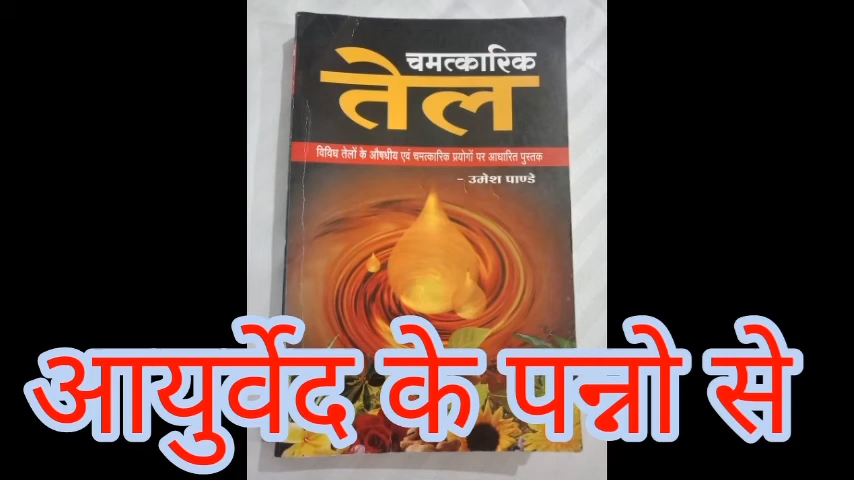 चमत्कारिक
तेल
विविध तेलों के औषधीय एवं चमत्कारिक प्रयोगों पर आधारित पुस्तक
- उमेश पाण्डे
आयुर्वेद के पन्नो से